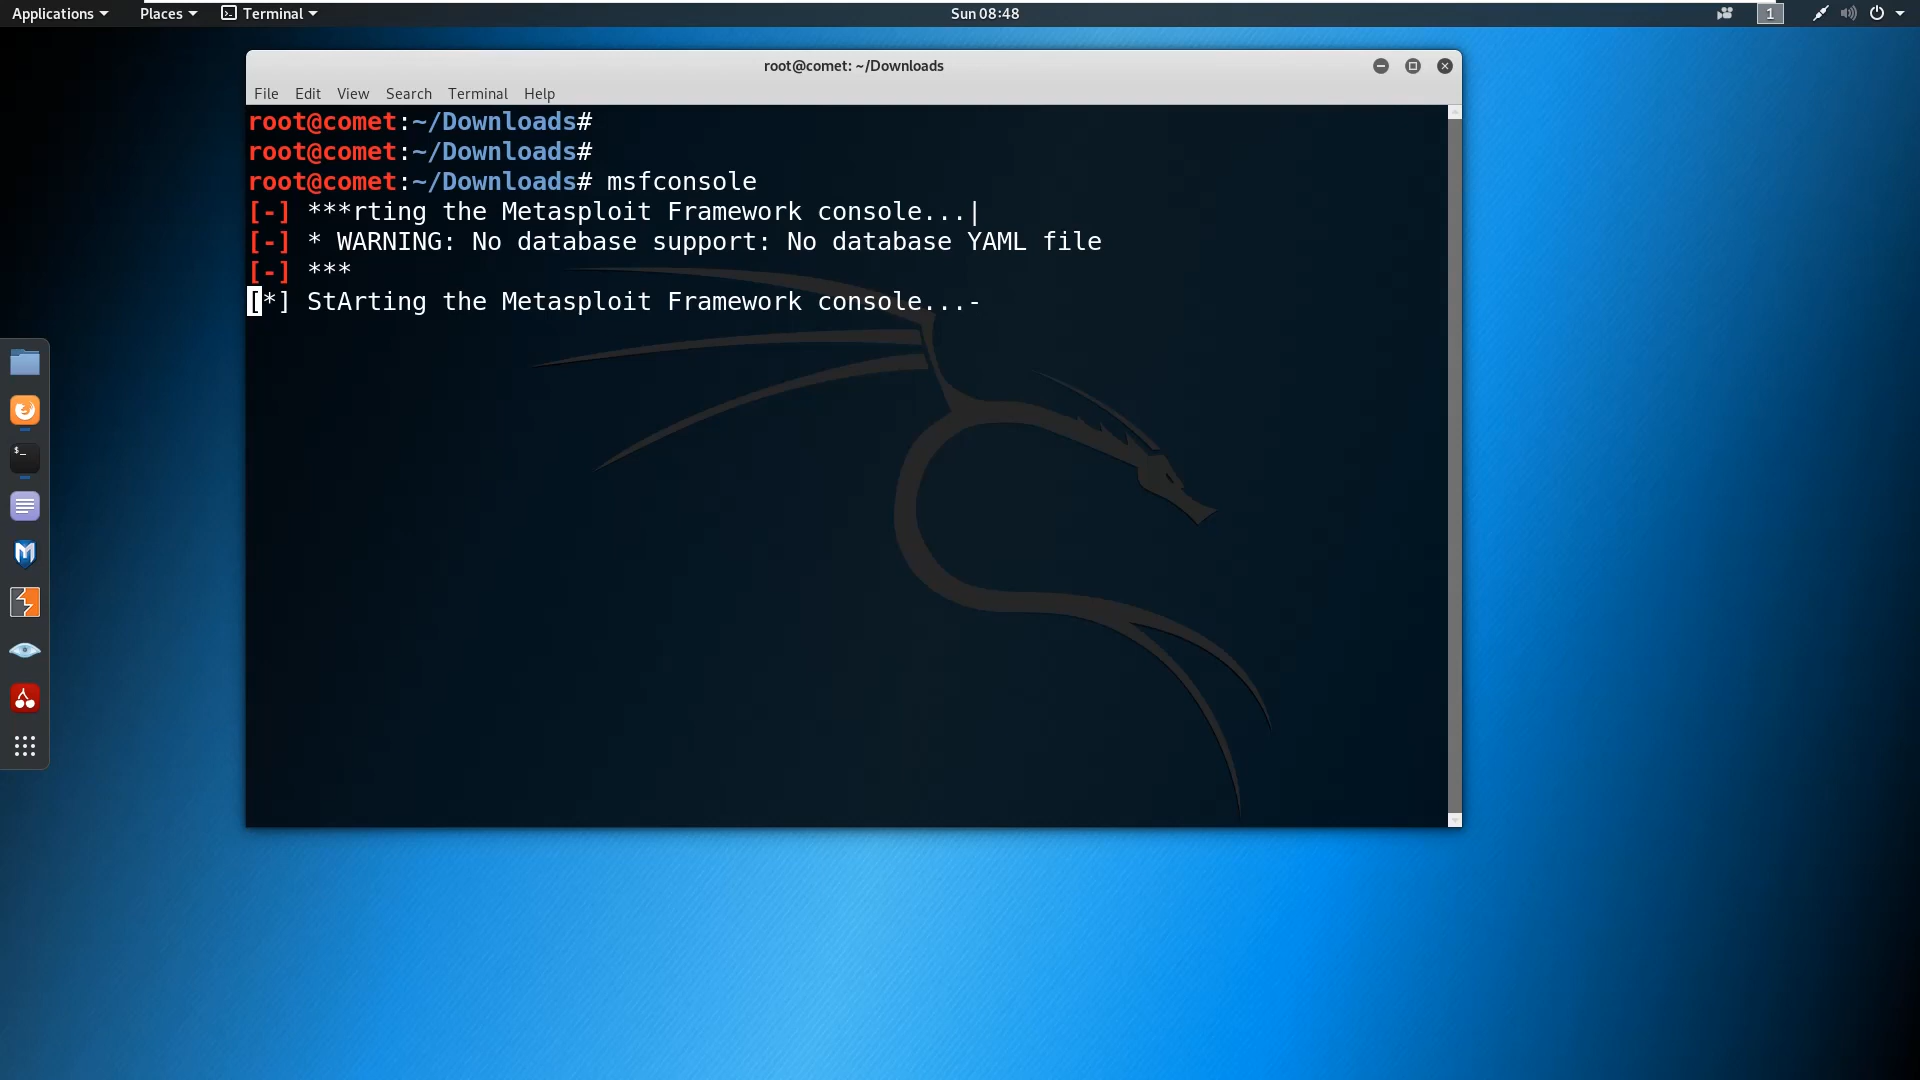 Applications Places Terminal Sun 08:48 1
root@comet: ~/Downloads
File Edit View Search Terminal Help
root@comet:~/Downloads#
root@comet:~/Downloads#
root@comet:~/Downloads# msfconsole
[-] ***rting the Metasploit Framework console...|
[-] * WARNING: No database support: No database YAML file
[-] ***
[*] StArting the Metasploit Framework console...-
$_